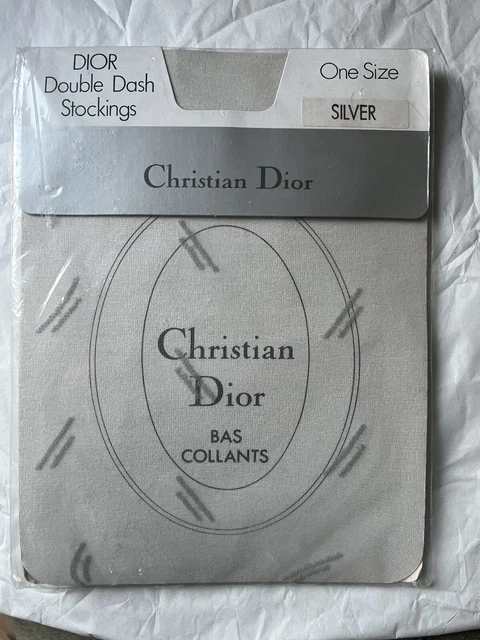 DIOR
Double Dash
Stockings
One Size
SILVER
Christian Dior
Christian
Dior
BAS
COLLANTS